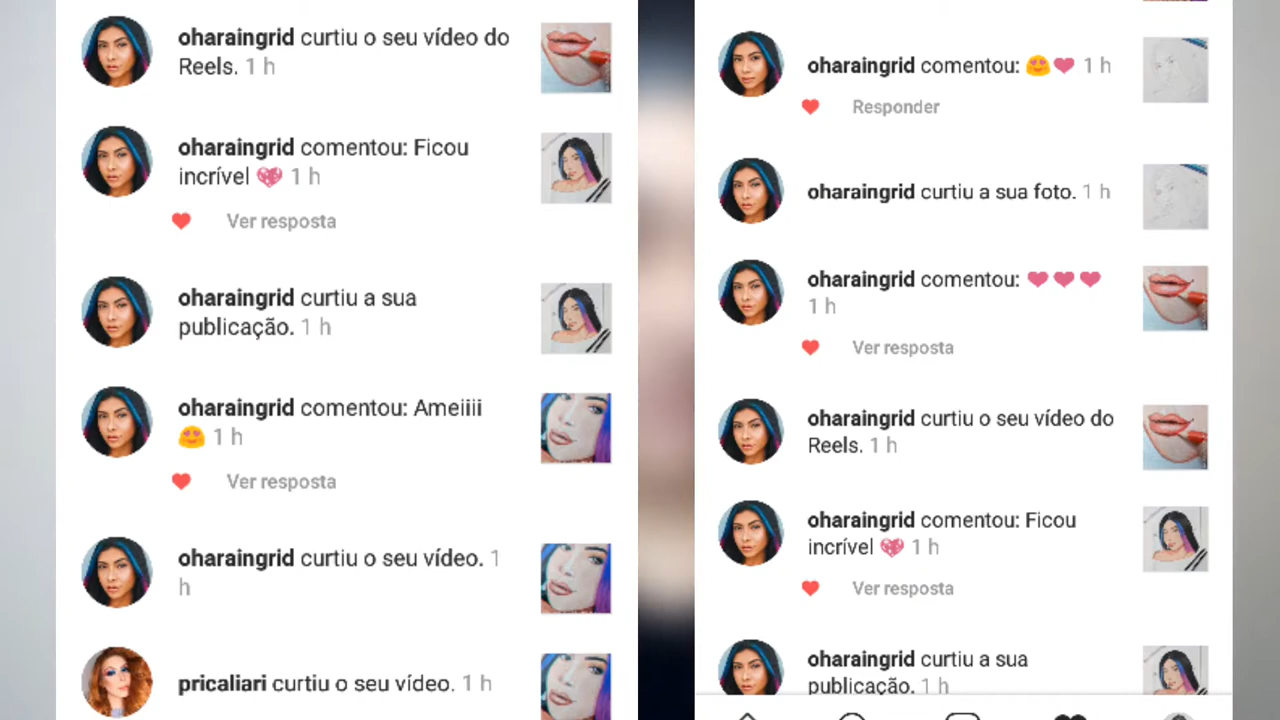 oharaingrid curtiu o seu vídeo do
Reels. 1 h
oharaingrid comentou: Ficou
incrível 💖 1 h
Ver resposta
oharaingrid curtiu a sua
publicação. 1 h
oharaingrid comentou: Ameiiii
😍 1 h
Ver resposta
oharaingrid curtiu o seu vídeo. 1
h
pricaliari curtiu o seu vídeo. 1 h
oharaingrid comentou: 😍❤️ 1 h
Responder
oharaingrid curtiu a sua foto. 1 h
oharaingrid comentou: ❤️❤️❤️
1 h
Ver resposta
oharaingrid curtiu o seu vídeo do
Reels. 1 h
oharaingrid comentou: Ficou
incrível 💖 1 h
Ver resposta
oharaingrid curtiu a sua
publicação. 1 h